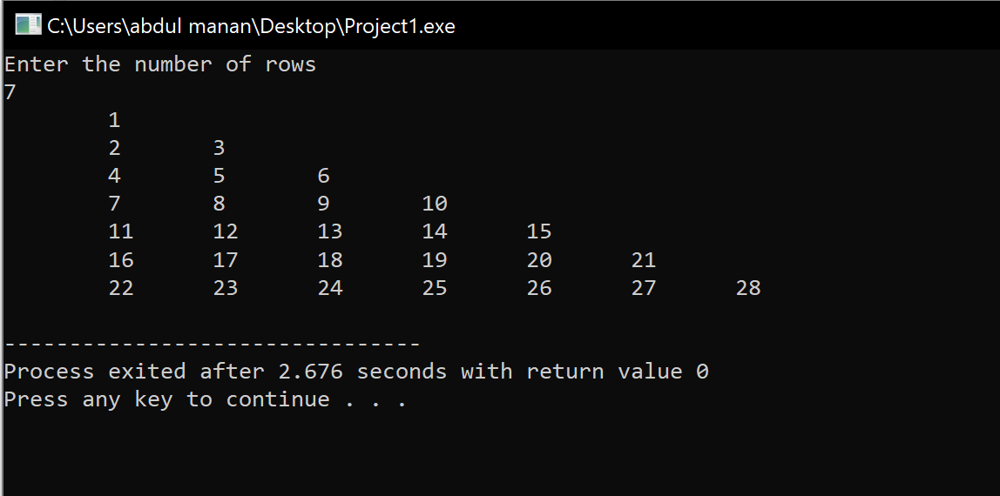 C:\Users\abdul manan\Desktop\Project1.exe
Enter the number of rows
7
1
2 3
4 5 6
7 8 9 10
11 12 13 14 15
16 17 18 19 20 21
22 23 24 25 26 27 28
--------------------------------
Process exited after 2.676 seconds with return value 0
Press any key to continue . . .